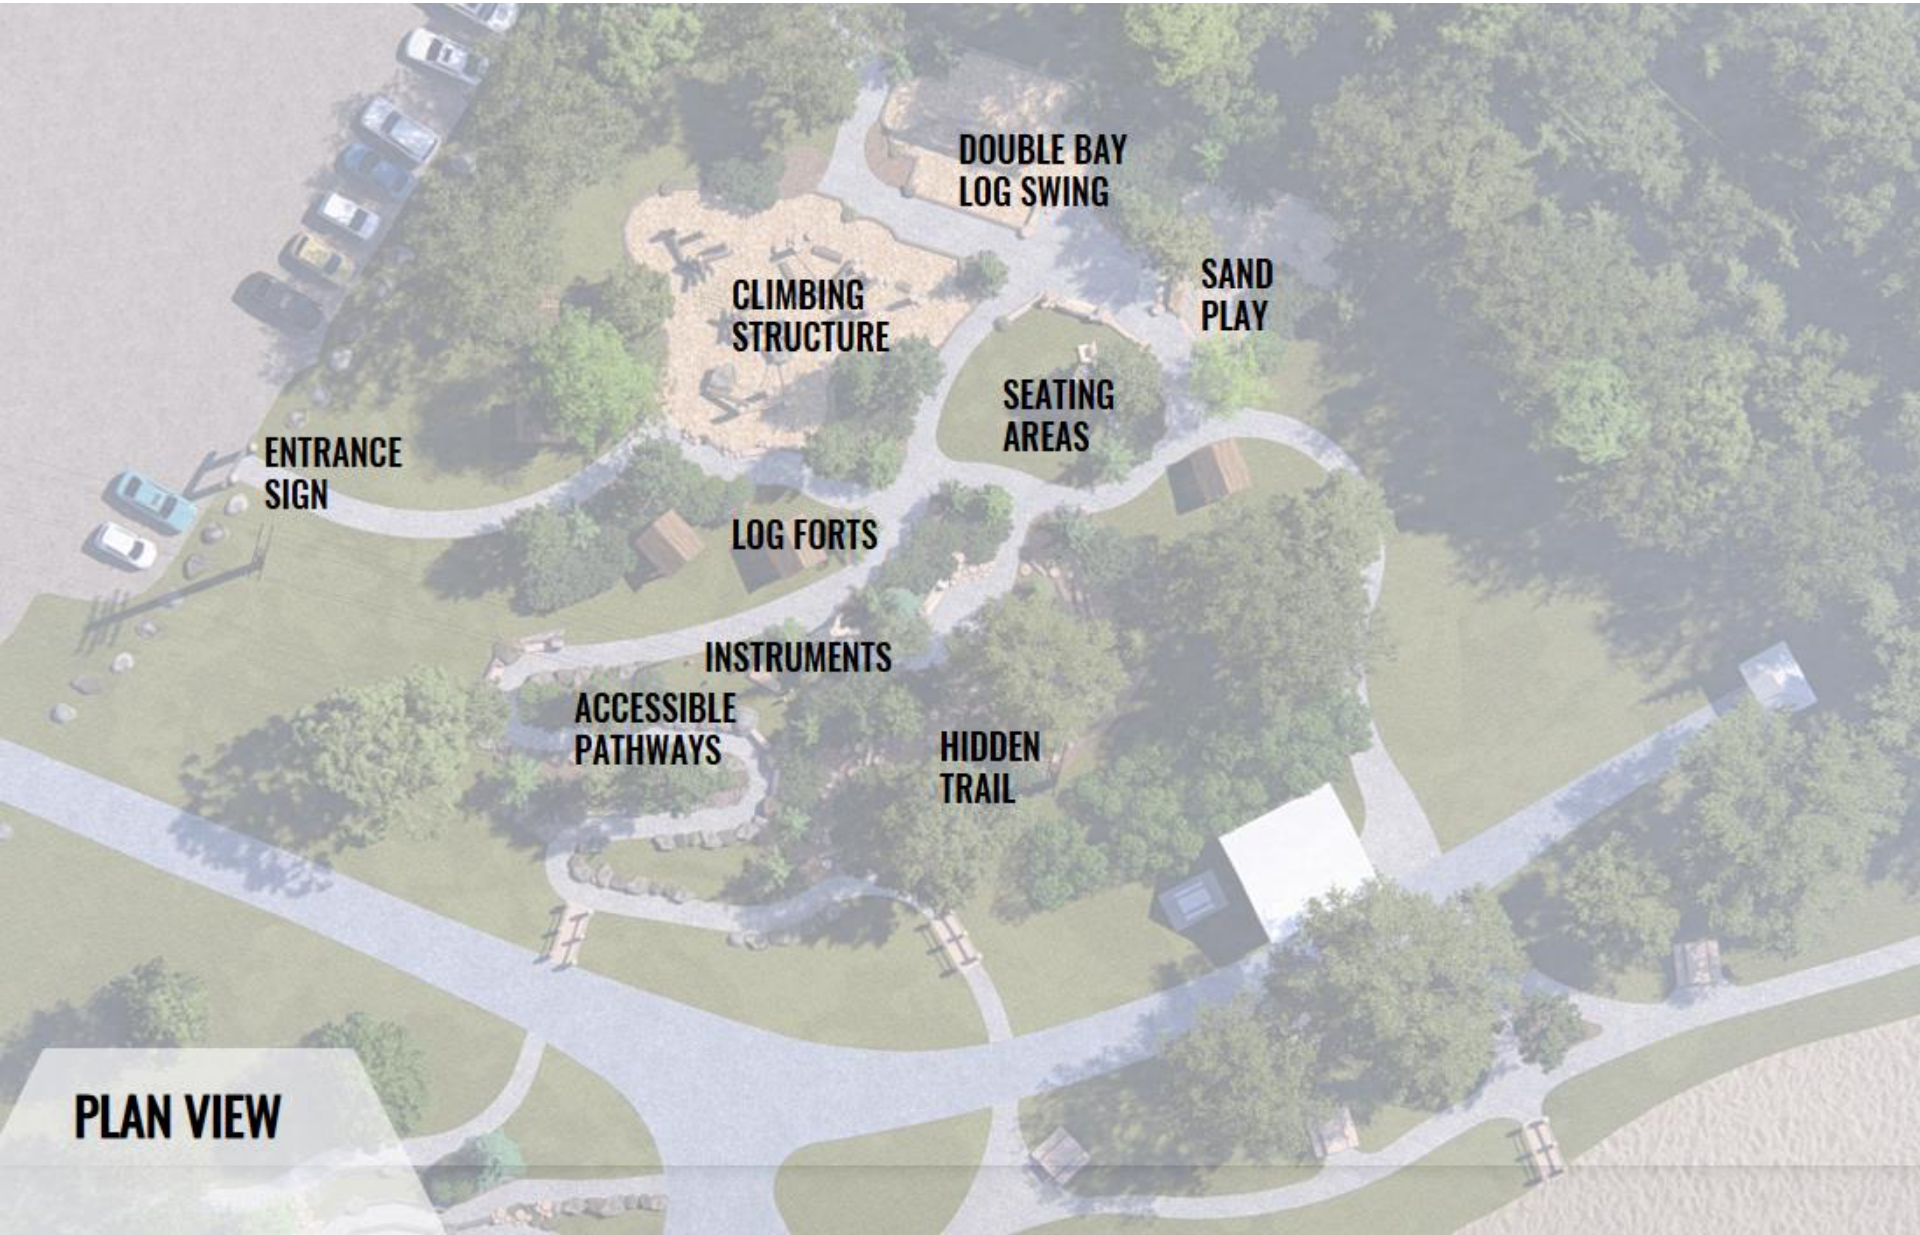 DOUBLE BAY
LOG SWING
SAND
PLAY
CLIMBING
STRUCTURE
SEATING
AREAS
ENTRANCE
SIGN
LOG FORTS
INSTRUMENTS
ACCESSIBLE
PATHWAYS
HIDDEN
TRAIL
PLAN VIEW